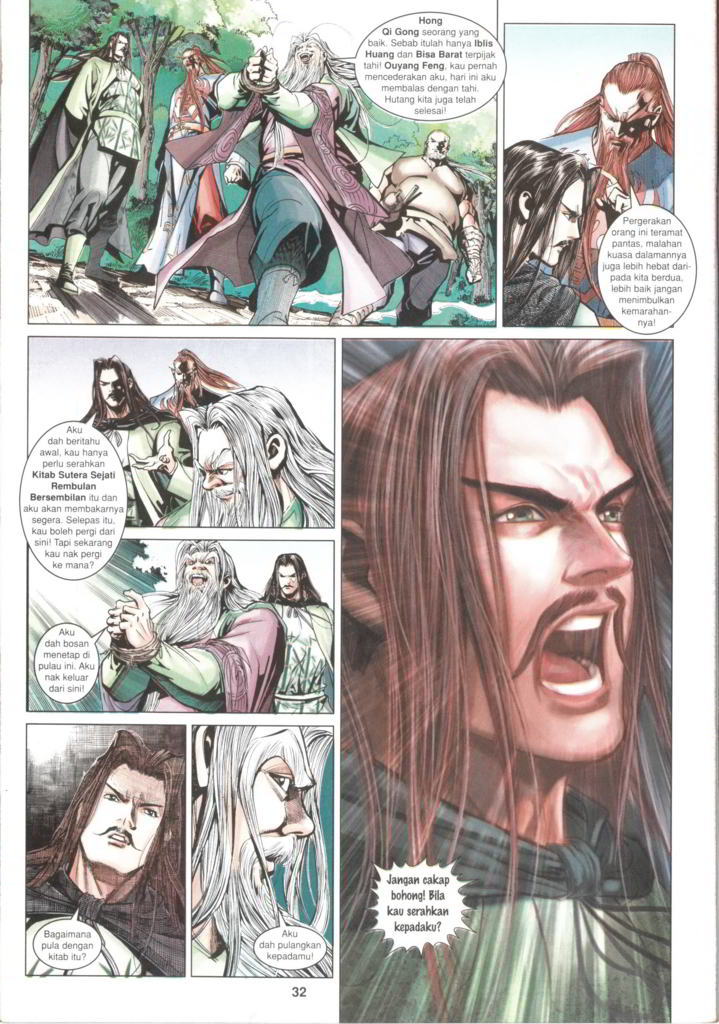 Hong
Qi Gong seorang yang
baik. Sebab itulah hanya Iblis
Huang dan Bisa Barat terpijak
tahi! Ouyang Feng, kau pernah
mencederakan aku, hari ini aku
membalas dengan tahi.
Hutang kita juga telah
selesai!
Pergerakan
orang ini teramat
pantas, malahan
kuasa dalamannya
juga lebih hebat dari-
pada kita berdua,
lebih baik jangan
menimbulkan
kemarahan-
nya!
Aku
dah beritahu
awal, kau hanya
perlu serahkan
Kitab Sutera Sejati
Rembulan
Bersembilan itu dan
aku akan membakarnya
segera. Selepas itu,
kau boleh pergi dari
sini! Tapi sekarang
kau nak pergi
ke mana?
Aku
dah bosan
menetap di
pulau ini. Aku
nak keluar
dari sini!
Bagaimana
pula dengan
kitab itu?
Aku
dah pulangkan
kepadamu!
Jangan cakap
bohong! Bila
kau serahkan
kepadaku?
32